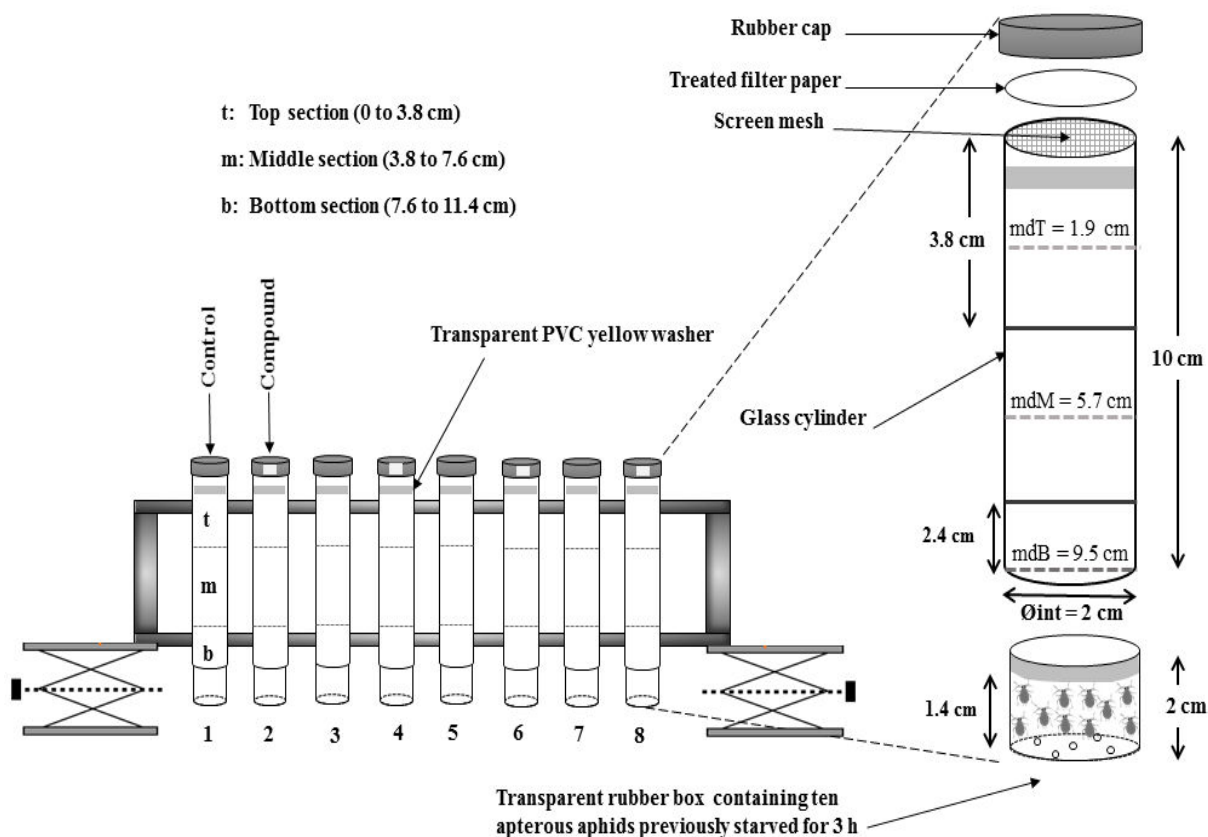 Rubber cap
Treated filter paper
t: Top section (0 to 3.8 cm)
Screen mesh
m: Middle section (3.8 to 7.6 cm)
b: Bottom section (7.6 to 11.4 cm)
mdT = 1.9 cm
3.8 cm
Control
Compound
Transparent PVC yellow washer
10 cm
mdM = 5.7 cm
Glass cylinder
t
2.4 cm
mdB = 9.5 cm
m
Øint = 2 cm
b
1.4 cm
2 cm
1 2 3 4 5 6 7 8
Transparent rubber box containing ten
apterous aphids previously starved for 3 h